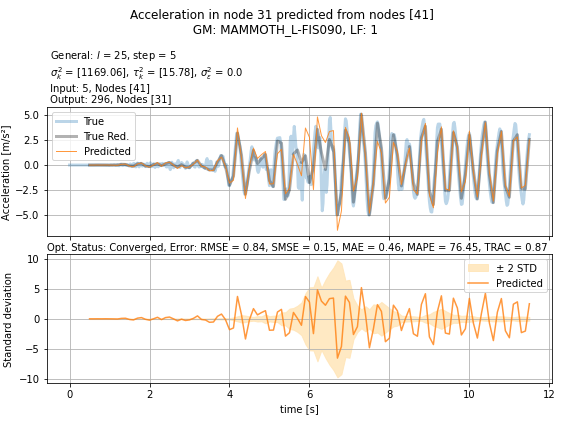 Acceleration in node 31 predicted from nodes [41]
GM: MAMMOTH_L-FIS090, LF: 1
General: l = 25, step = 5
σ²ₖ = [1169.06], τ²ₖ = [15.78], σ²ε = 0.0
Input: 5, Nodes [41]
Output: 296, Nodes [31]
5.0
2.5
0.0
−2.5
−5.0
Acceleration [m/s²]
True
True Red.
Predicted
Opt. Status: Converged, Error: RMSE = 0.84, SMSE = 0.15, MAE = 0.46, MAPE = 76.45, TRAC = 0.87
10
5
0
−5
−10
Standard deviation
± 2 STD
Predicted
0 2 4 6 8 10 12
time [s]